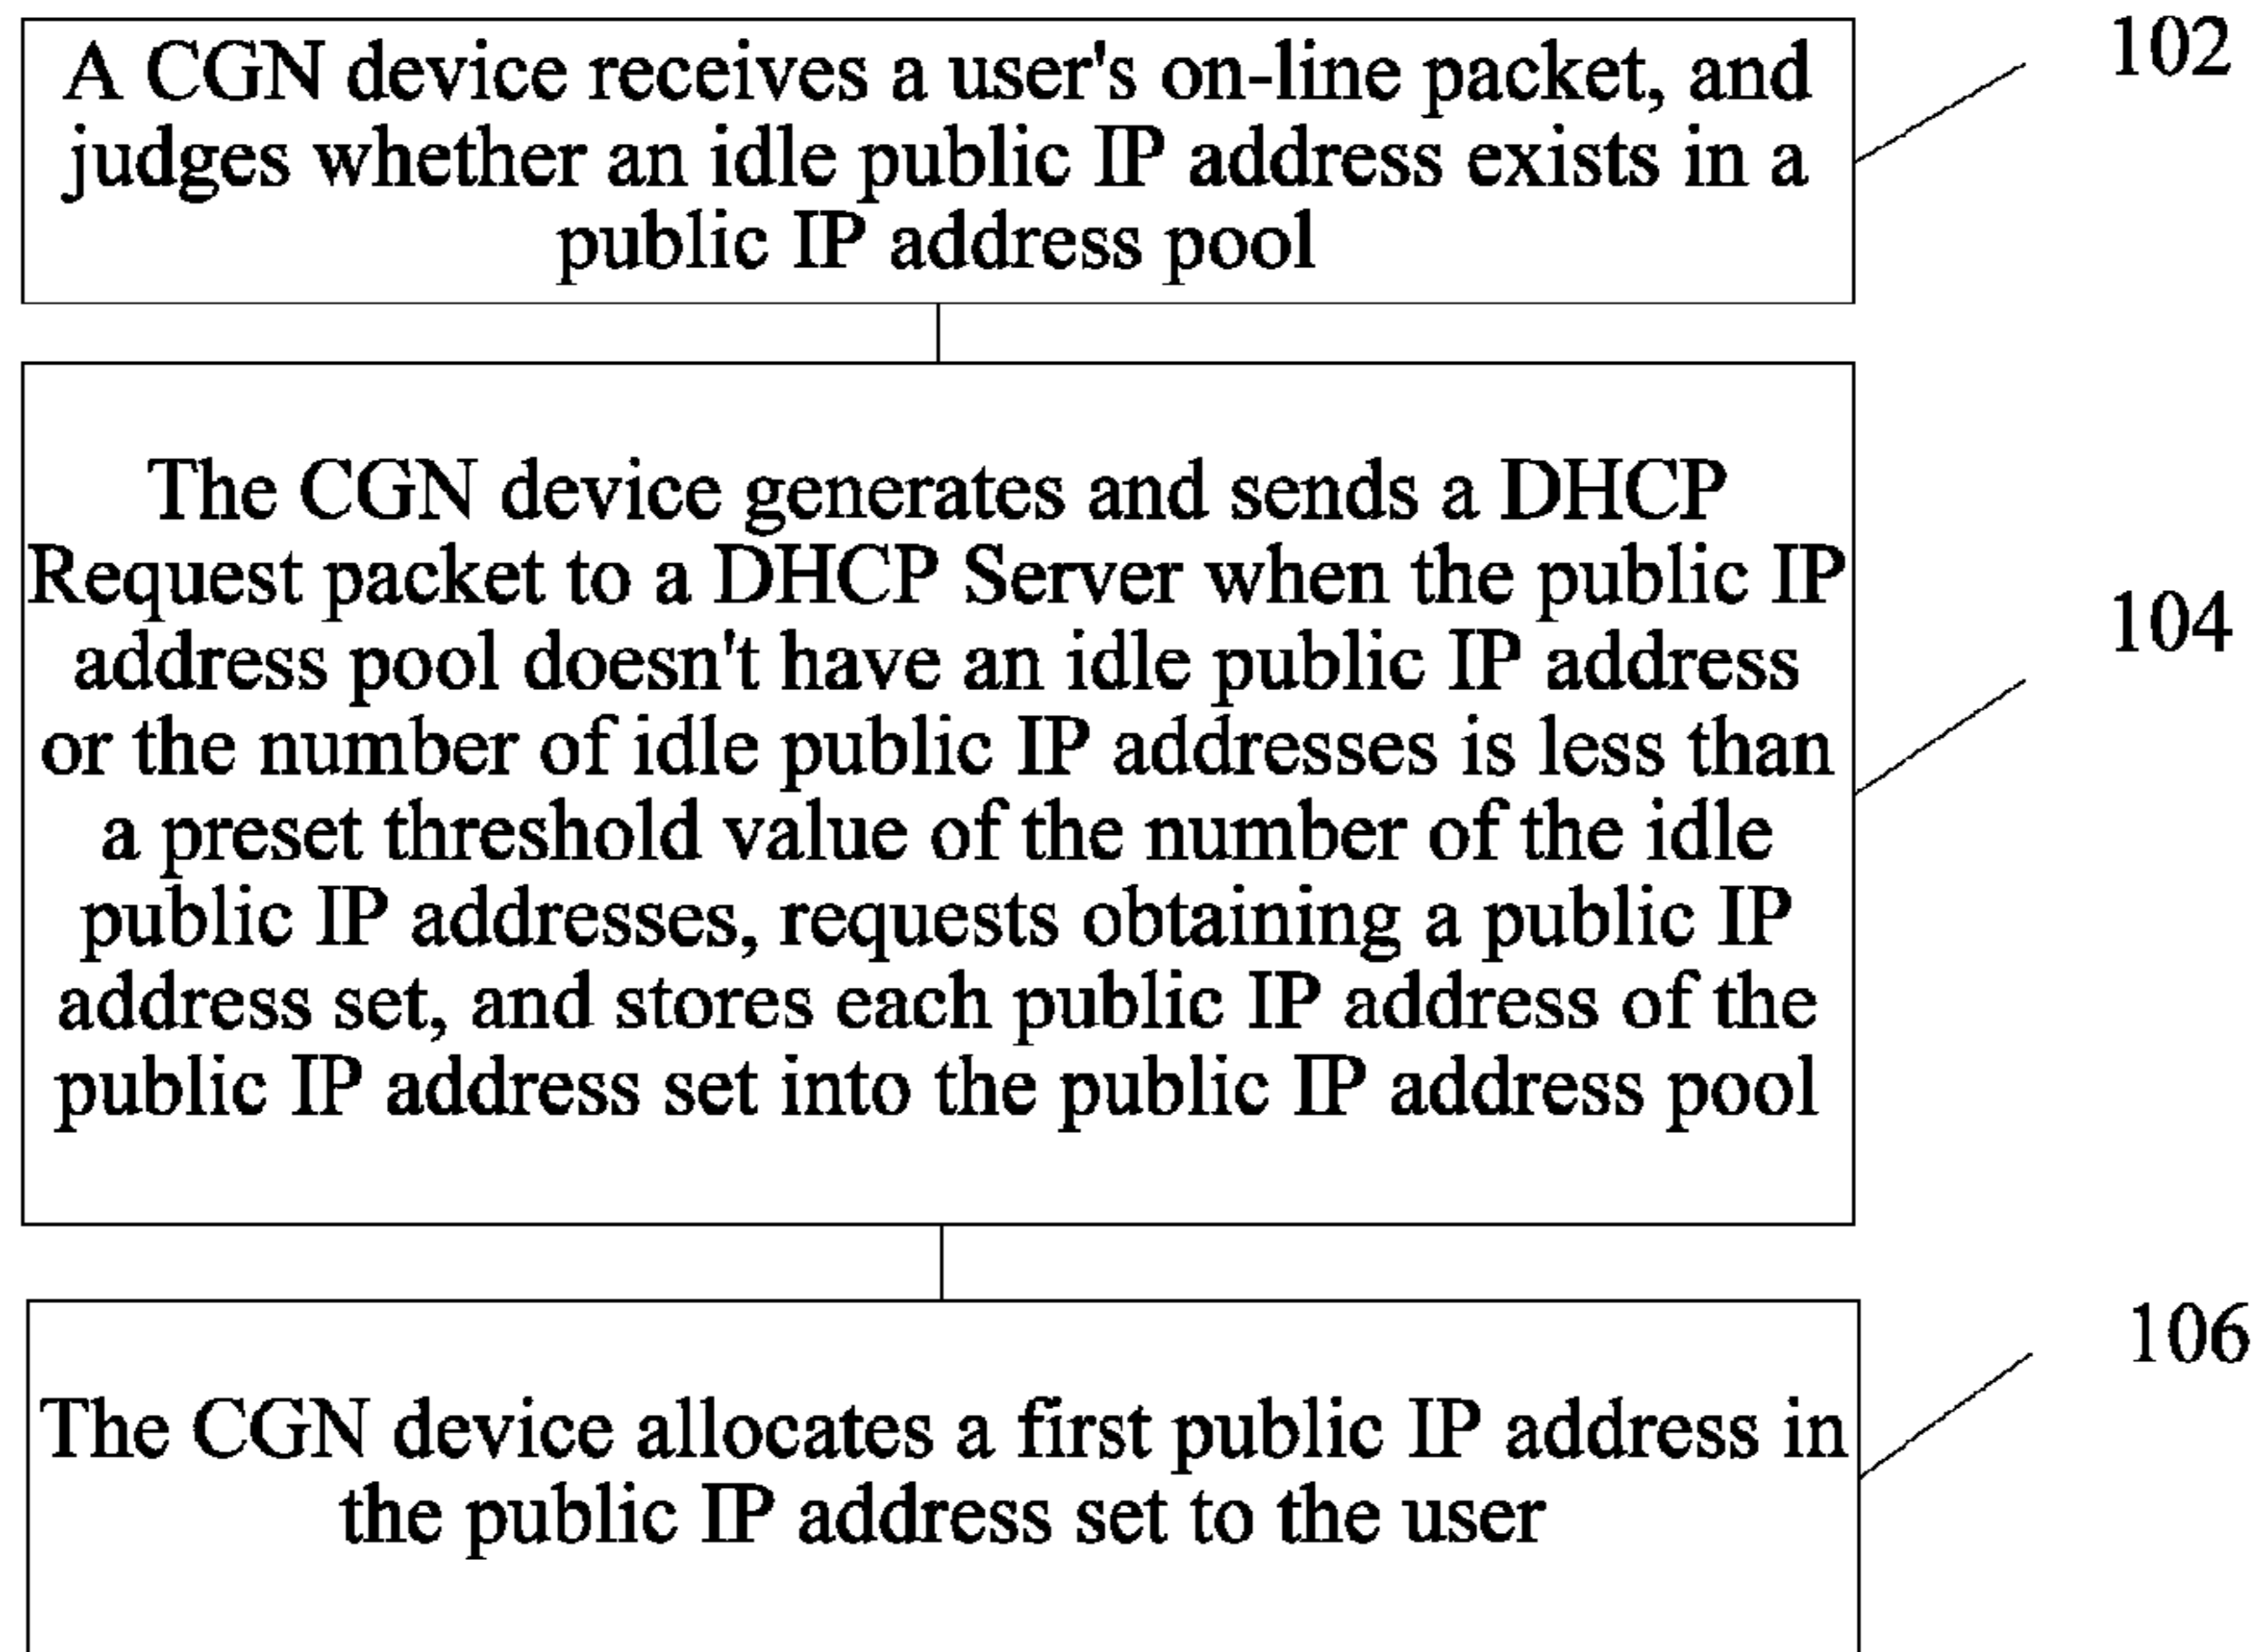 A CGN device receives a user's on-line packet, and
judges whether an idle public IP address exists in a
public IP address pool
102
The CGN device generates and sends a DHCP
Request packet to a DHCP Server when the public IP
address pool doesn't have an idle public IP address
or the number of idle public IP addresses is less than
a preset threshold value of the number of the idle
public IP addresses, requests obtaining a public IP
address set, and stores each public IP address of the
public IP address set into the public IP address pool
104
The CGN device allocates a first public IP address in
the public IP address set to the user
106